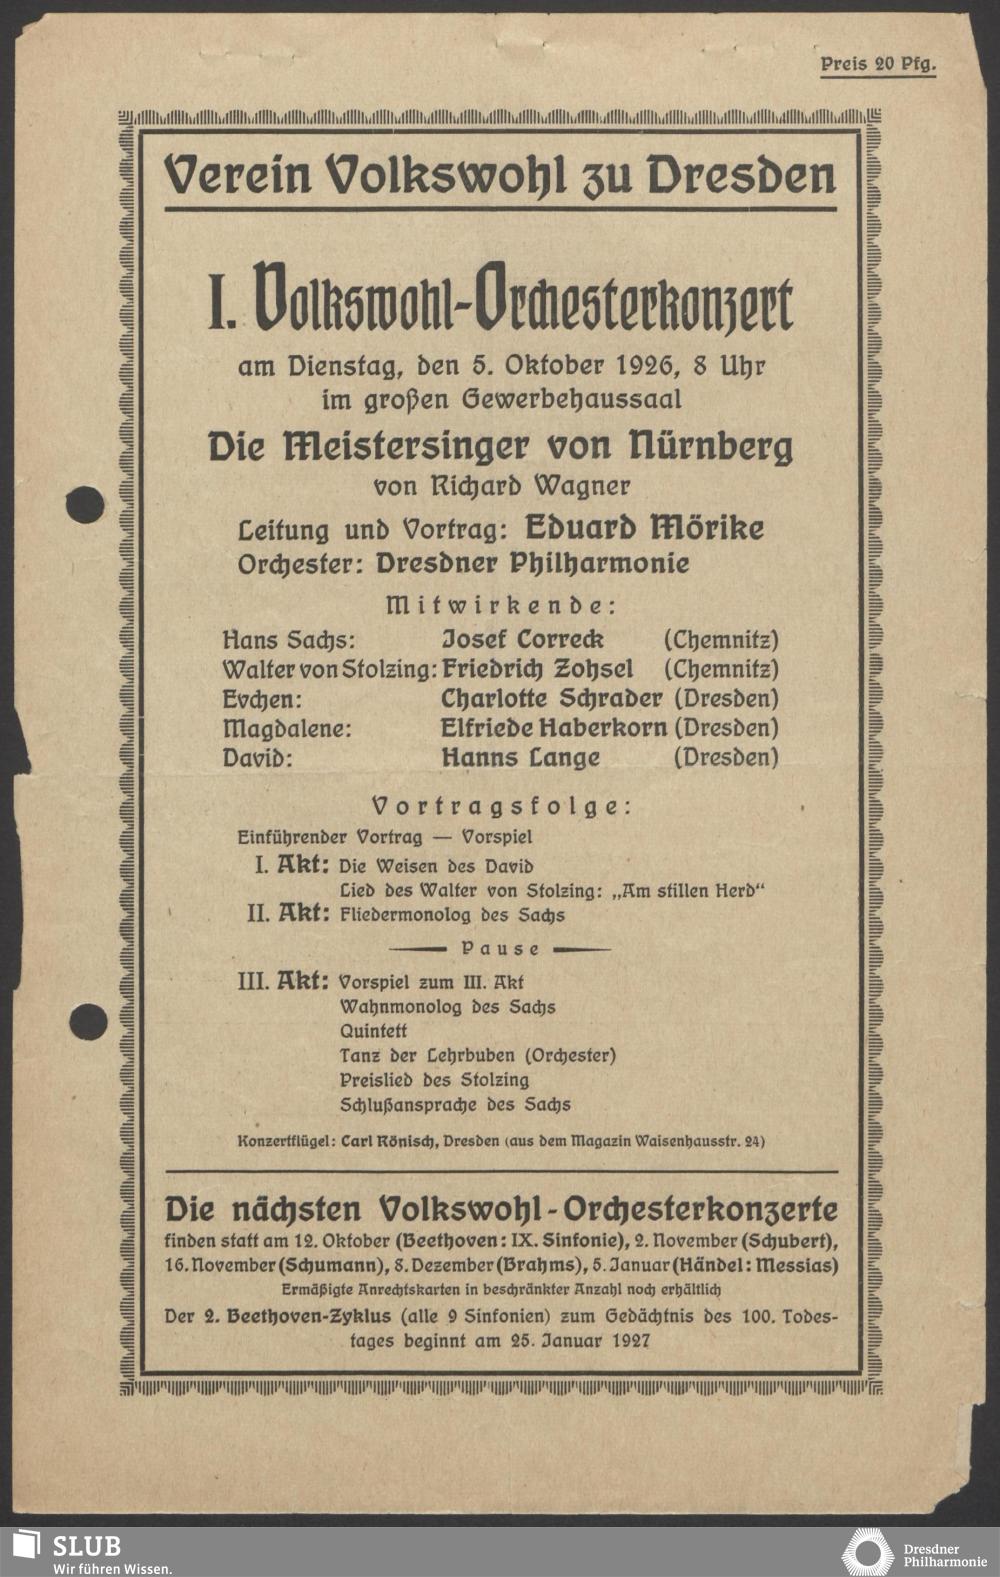 Preis 20 Pfg.
Verein Volkswohl zu Dresden
I. Volkswohl-Orchesterkonzert
am Dienstag, den 5. Oktober 1926, 8 Uhr
im großen Gewerbehaussaal
Die Meistersinger von Nürnberg
von Richard Wagner
Leitung und Vortrag: Eduard Mörike
Orchester: Dresdner Philharmonie
Mitwirkende:
Hans Sachs: Josef Correck (Chemnitz)
Walter von Stolzing: Friedrich Zohsel (Chemnitz)
Evchen: Charlotte Schrader (Dresden)
Magdalene: Elfriede Haberkorn (Dresden)
David: Hanns Lange (Dresden)
Vortragsfolge:
Einführender Vortrag — Vorspiel
I. Akt: Die Weisen des David
Lied des Walter von Stolzing: „Am stillen Herd“
II. Akt: Fliedermonolog des Sachs
Pause
III. Akt: Vorspiel zum III. Akt
Wahnmonolog des Sachs
Quintett
Tanz der Lehrbuben (Orchester)
Preislied des Stolzing
Schlußansprache des Sachs
Konzertflügel: Carl Rönisch, Dresden (aus dem Magazin Waisenhausstr. 24)
Die nächsten Volkswohl-Orchesterkonzerte
finden statt am 12. Oktober (Beethoven: IX. Sinfonie), 2. November (Schubert),
16. November (Schumann), 8. Dezember (Brahms), 5. Januar (Händel: Messias)
Ermäßigte Anrechtskarten in beschränkter Anzahl noch erhältlich
Der 2. Beethoven-Zyklus (alle 9 Sinfonien) zum Gedächtnis des 100. Todes-
tages beginnt am 25. Januar 1927
SLUB
Wir führen Wissen.
Dresdner
Philharmonie